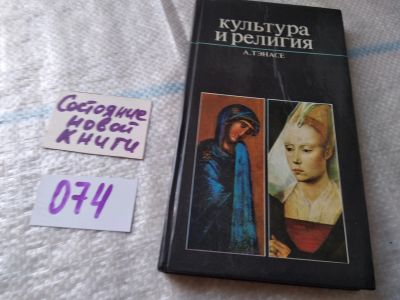 культура
и религия
А.ТЭНАСЕ
Состояние
новой
книги
074